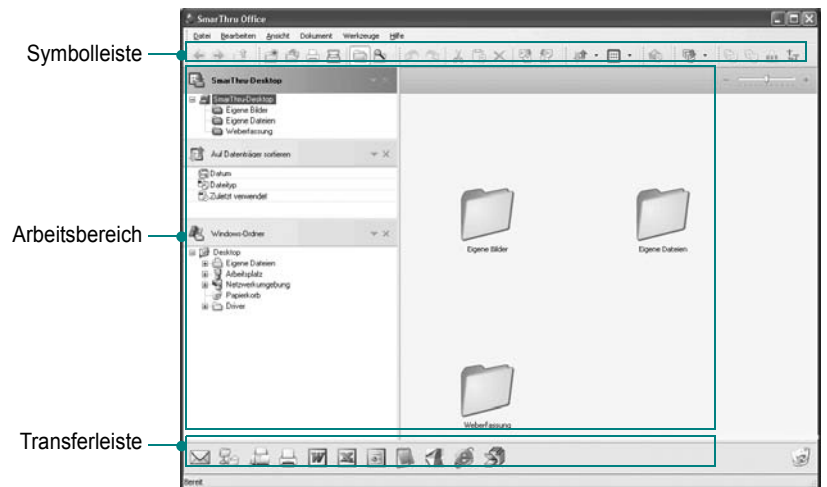 SmarThru Office
Datei Bearbeiten Ansicht Dokument Werkzeuge Hilfe
Symbolleiste
SmarThru-Desktop
SmarThru-Desktop
Eigene Bilder
Eigene Dateien
Weberfassung
Auf Datenträger sortieren
Datum
Dateityp
Zuletzt verwendet
Arbeitsbereich
Windows-Ordner
Desktop
Eigene Dateien
Arbeitsplatz
Netzwerkumgebung
Papierkorb
Driver
Eigene Bilder
Eigene Dateien
Weberfassung
Transferleiste
Bereit